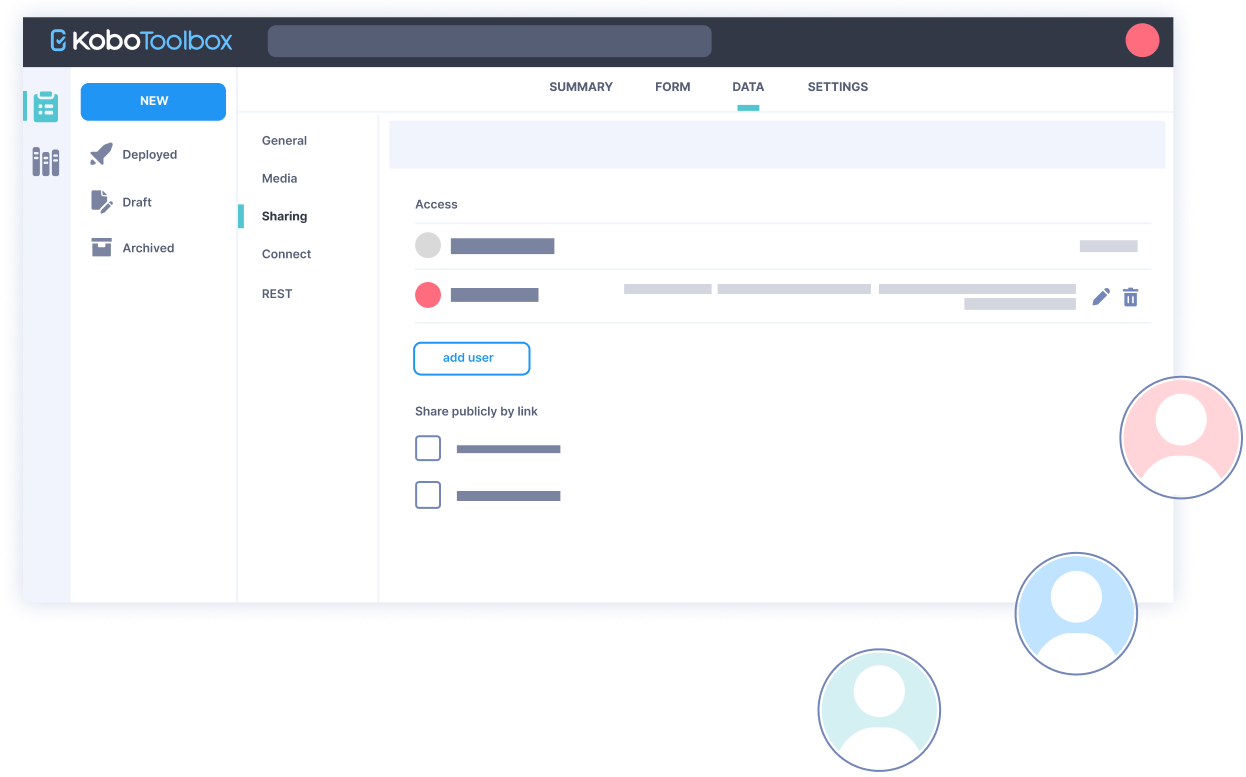 KoboToolbox
SUMMARY FORM DATA SETTINGS
NEW
Deployed
Draft
Archived
General
Media
Sharing
Connect
REST
Access
add user
Share publicly by link